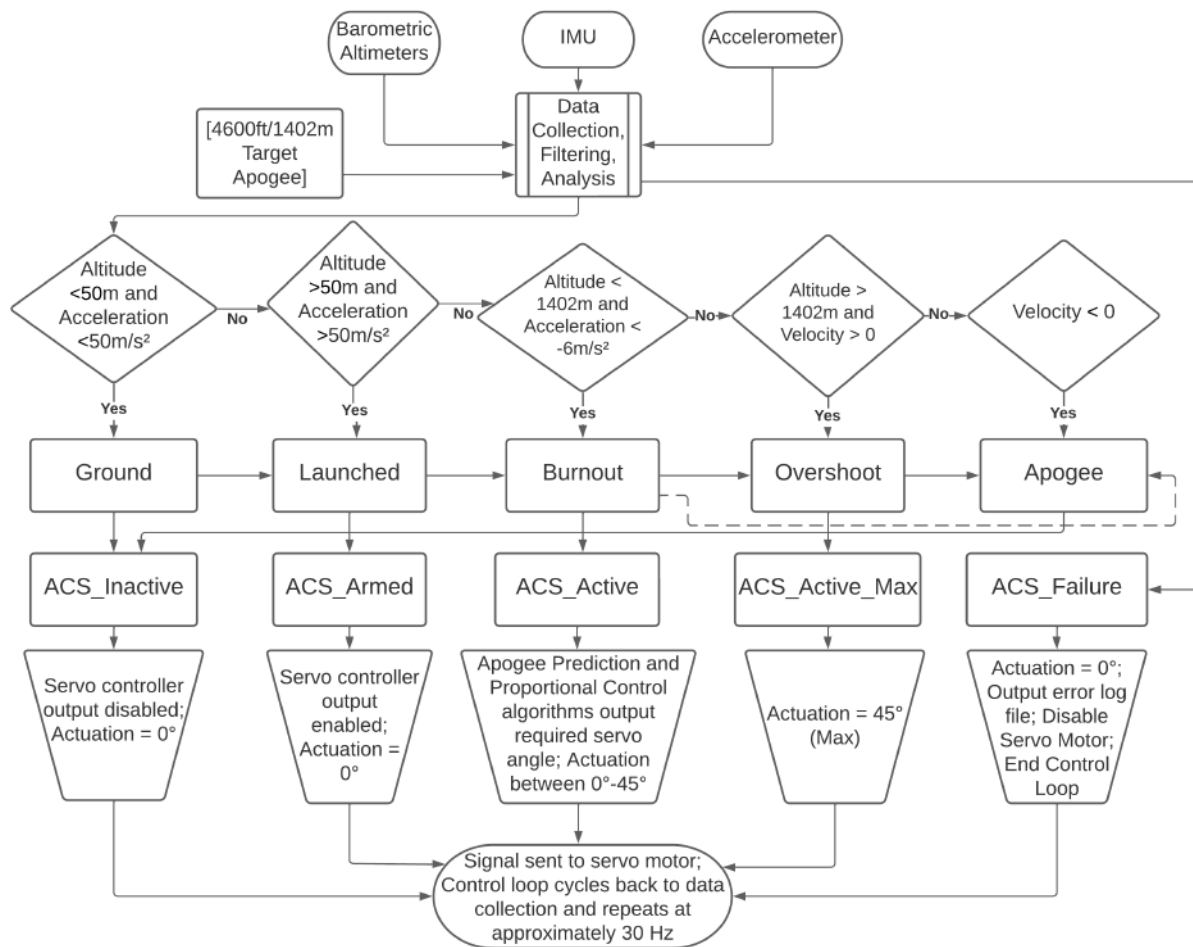 Barometric
Altimeters
IMU
Accelerometer
[4600ft/1402m
Target
Apogee]
Data
Collection,
Filtering,
Analysis
Altitude
<50m and
Acceleration
<50m/s²
No
Altitude
>50m and
Acceleration
>50m/s²
No
Altitude <
1402m and
Acceleration <
-6m/s²
No
Altitude >
1402m and
Velocity > 0
No
Velocity < 0
Yes
Yes
Yes
Yes
Yes
Ground
Launched
Burnout
Overshoot
Apogee
ACS_Inactive
ACS_Armed
ACS_Active
ACS_Active_Max
ACS_Failure
Servo controller
output disabled;
Actuation = 0°
Servo controller
output
enabled;
Actuation =
0°
Apogee Prediction and
Proportional Control
algorithms output
required servo
angle; Actuation
between 0°-45°
Actuation = 45°
(Max)
Actuation = 0°;
Output error log
file; Disable
Servo Motor;
End Control
Loop
Signal sent to servo motor;
Control loop cycles back to data
collection and repeats at
approximately 30 Hz